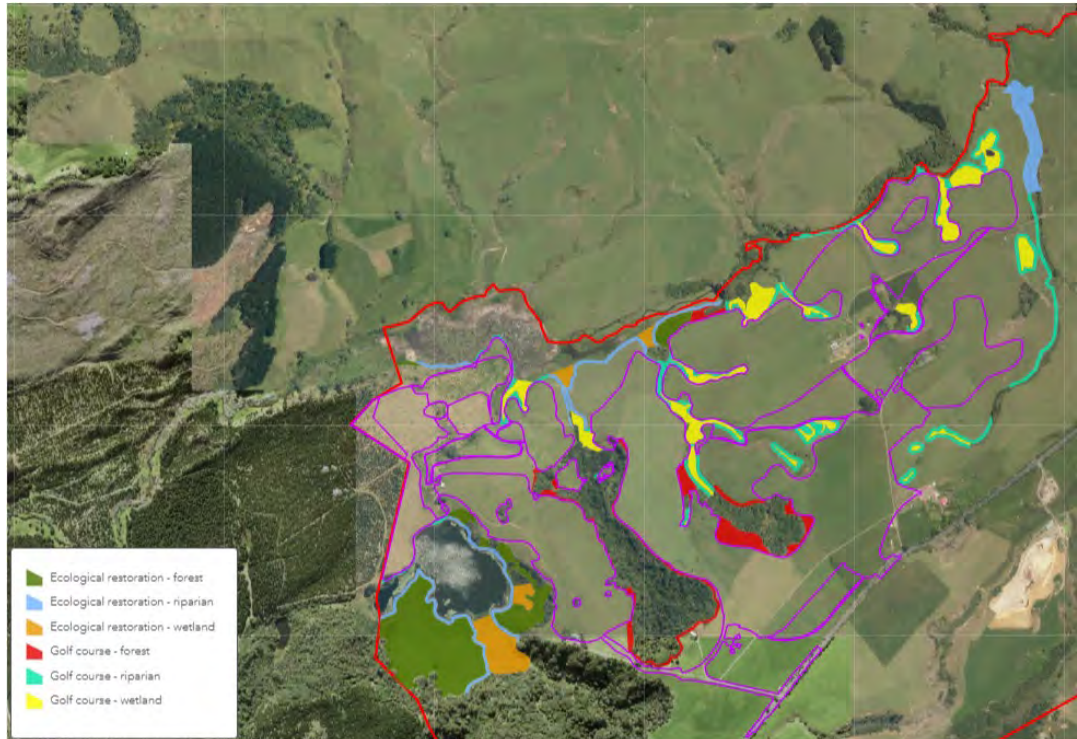 Ecological restoration - forest
Ecological restoration - riparian
Ecological restoration - wetland
Golf course - forest
Golf course - riparian
Golf course - wetland